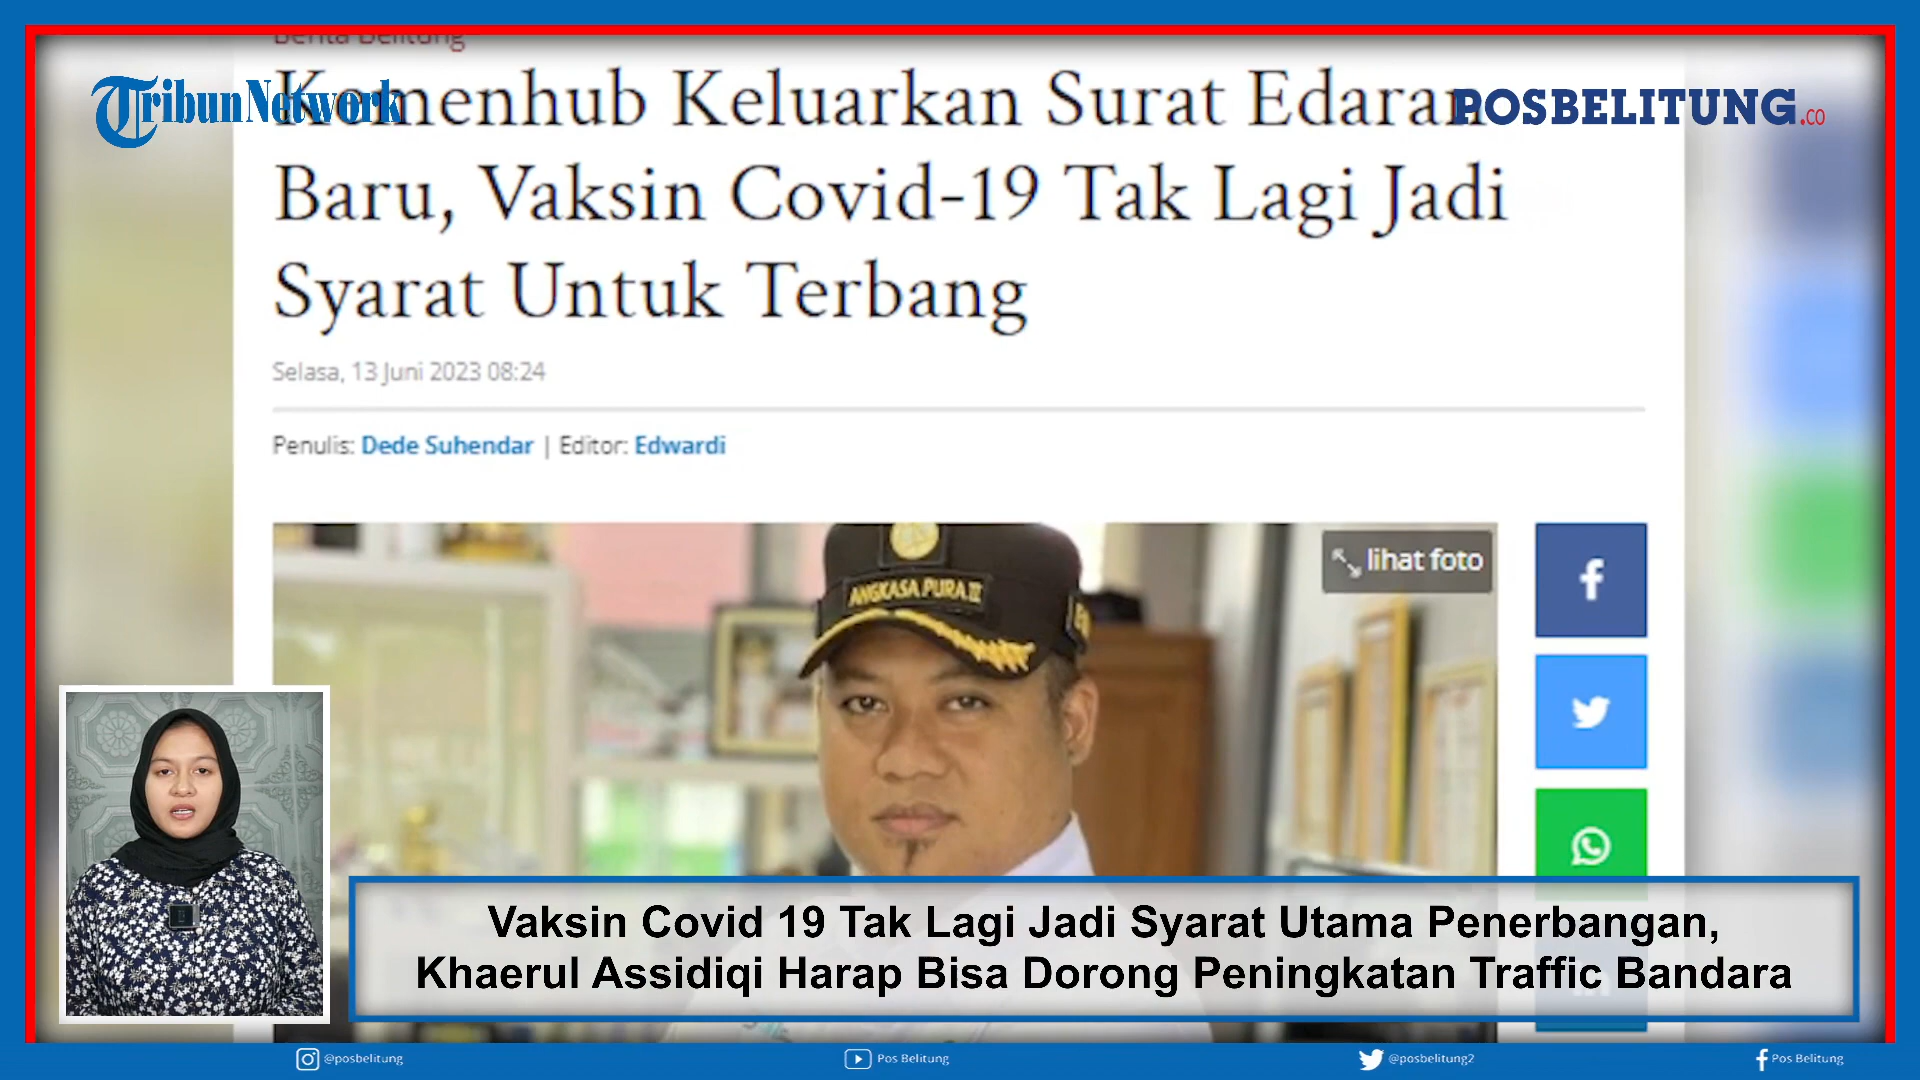 Berita Belitung
TribunNetwork
Kemenhub Keluarkan Surat Edaran
POSBELITUNG.co
Baru, Vaksin Covid-19 Tak Lagi Jadi
Syarat Untuk Terbang
Selasa, 13 Juni 2023 08:24
Penulis: Dede Suhendar | Editor: Edwardi
lihat foto
ANGKASA PURA II
Vaksin Covid 19 Tak Lagi Jadi Syarat Utama Penerbangan,
Khaerul Assidiqi Harap Bisa Dorong Peningkatan Traffic Bandara
@posbelitung
Pos Belitung
@posbelitung2
Pos Belitung